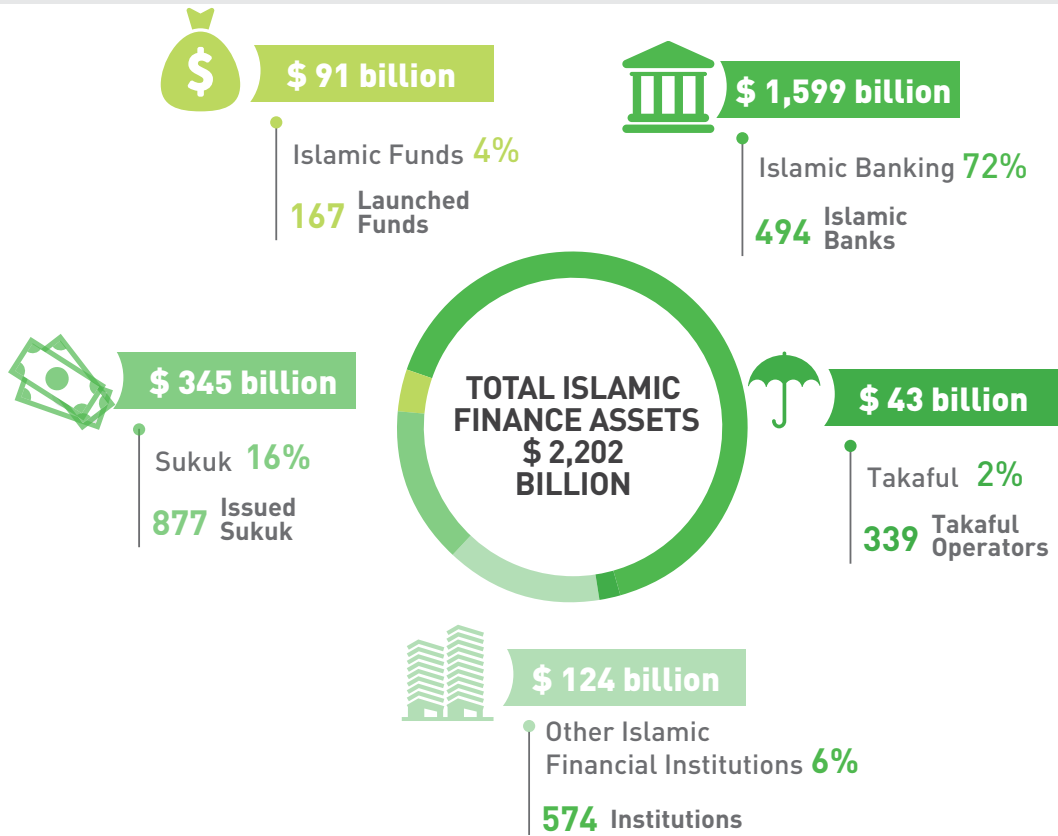 $
$ 91 billion
Islamic Funds 4%
167 Launched
Funds
$ 1,599 billion
Islamic Banking 72%
494 Islamic
Banks
$ 345 billion
Sukuk 16%
877 Issued
Sukuk
TOTAL ISLAMIC
FINANCE ASSETS
$ 2,202
BILLION
$ 43 billion
Takaful 2%
339 Takaful
Operators
$ 124 billion
Other Islamic
Financial Institutions 6%
574 Institutions